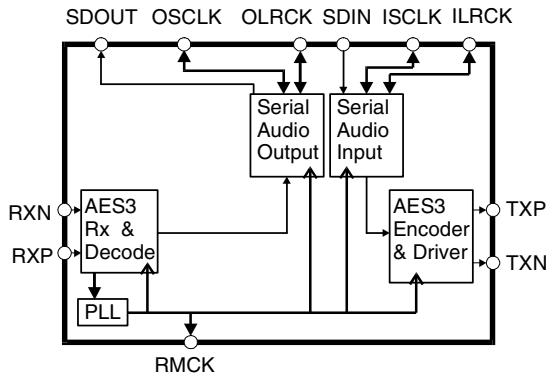 SDOUT OSCLK OLRCK SDIN ISCLK ILRCK
Serial
Audio
Output
Serial
Audio
Input
RXN
RXP
AES3
Rx &
Decode
AES3
Encoder
& Driver
TXP
TXN
PLL
RMCK